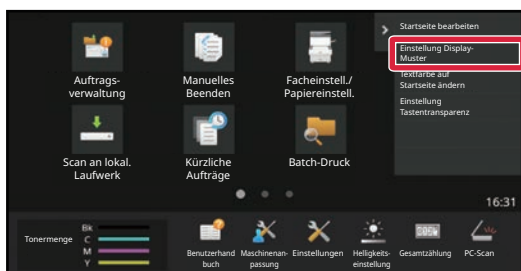 Startseite bearbeiten
Einstellung Display-
Muster
Textfarbe auf
Startseite ändern
Einstellung
Tastentransparenz
Auftrags-
verwaltung
Manuelles
Beenden
Facheinstell./
Papiereinstell.
Scan an lokal.
Laufwerk
Kürzliche
Aufträge
Batch-Druck
16:31
Tonermenge
Bk
C
M
Y
Benutzerhand
buch
Maschinenan-
passung
Einstellungen
Helligkeits-
einstellung
Gesamtzählung
PC-Scan